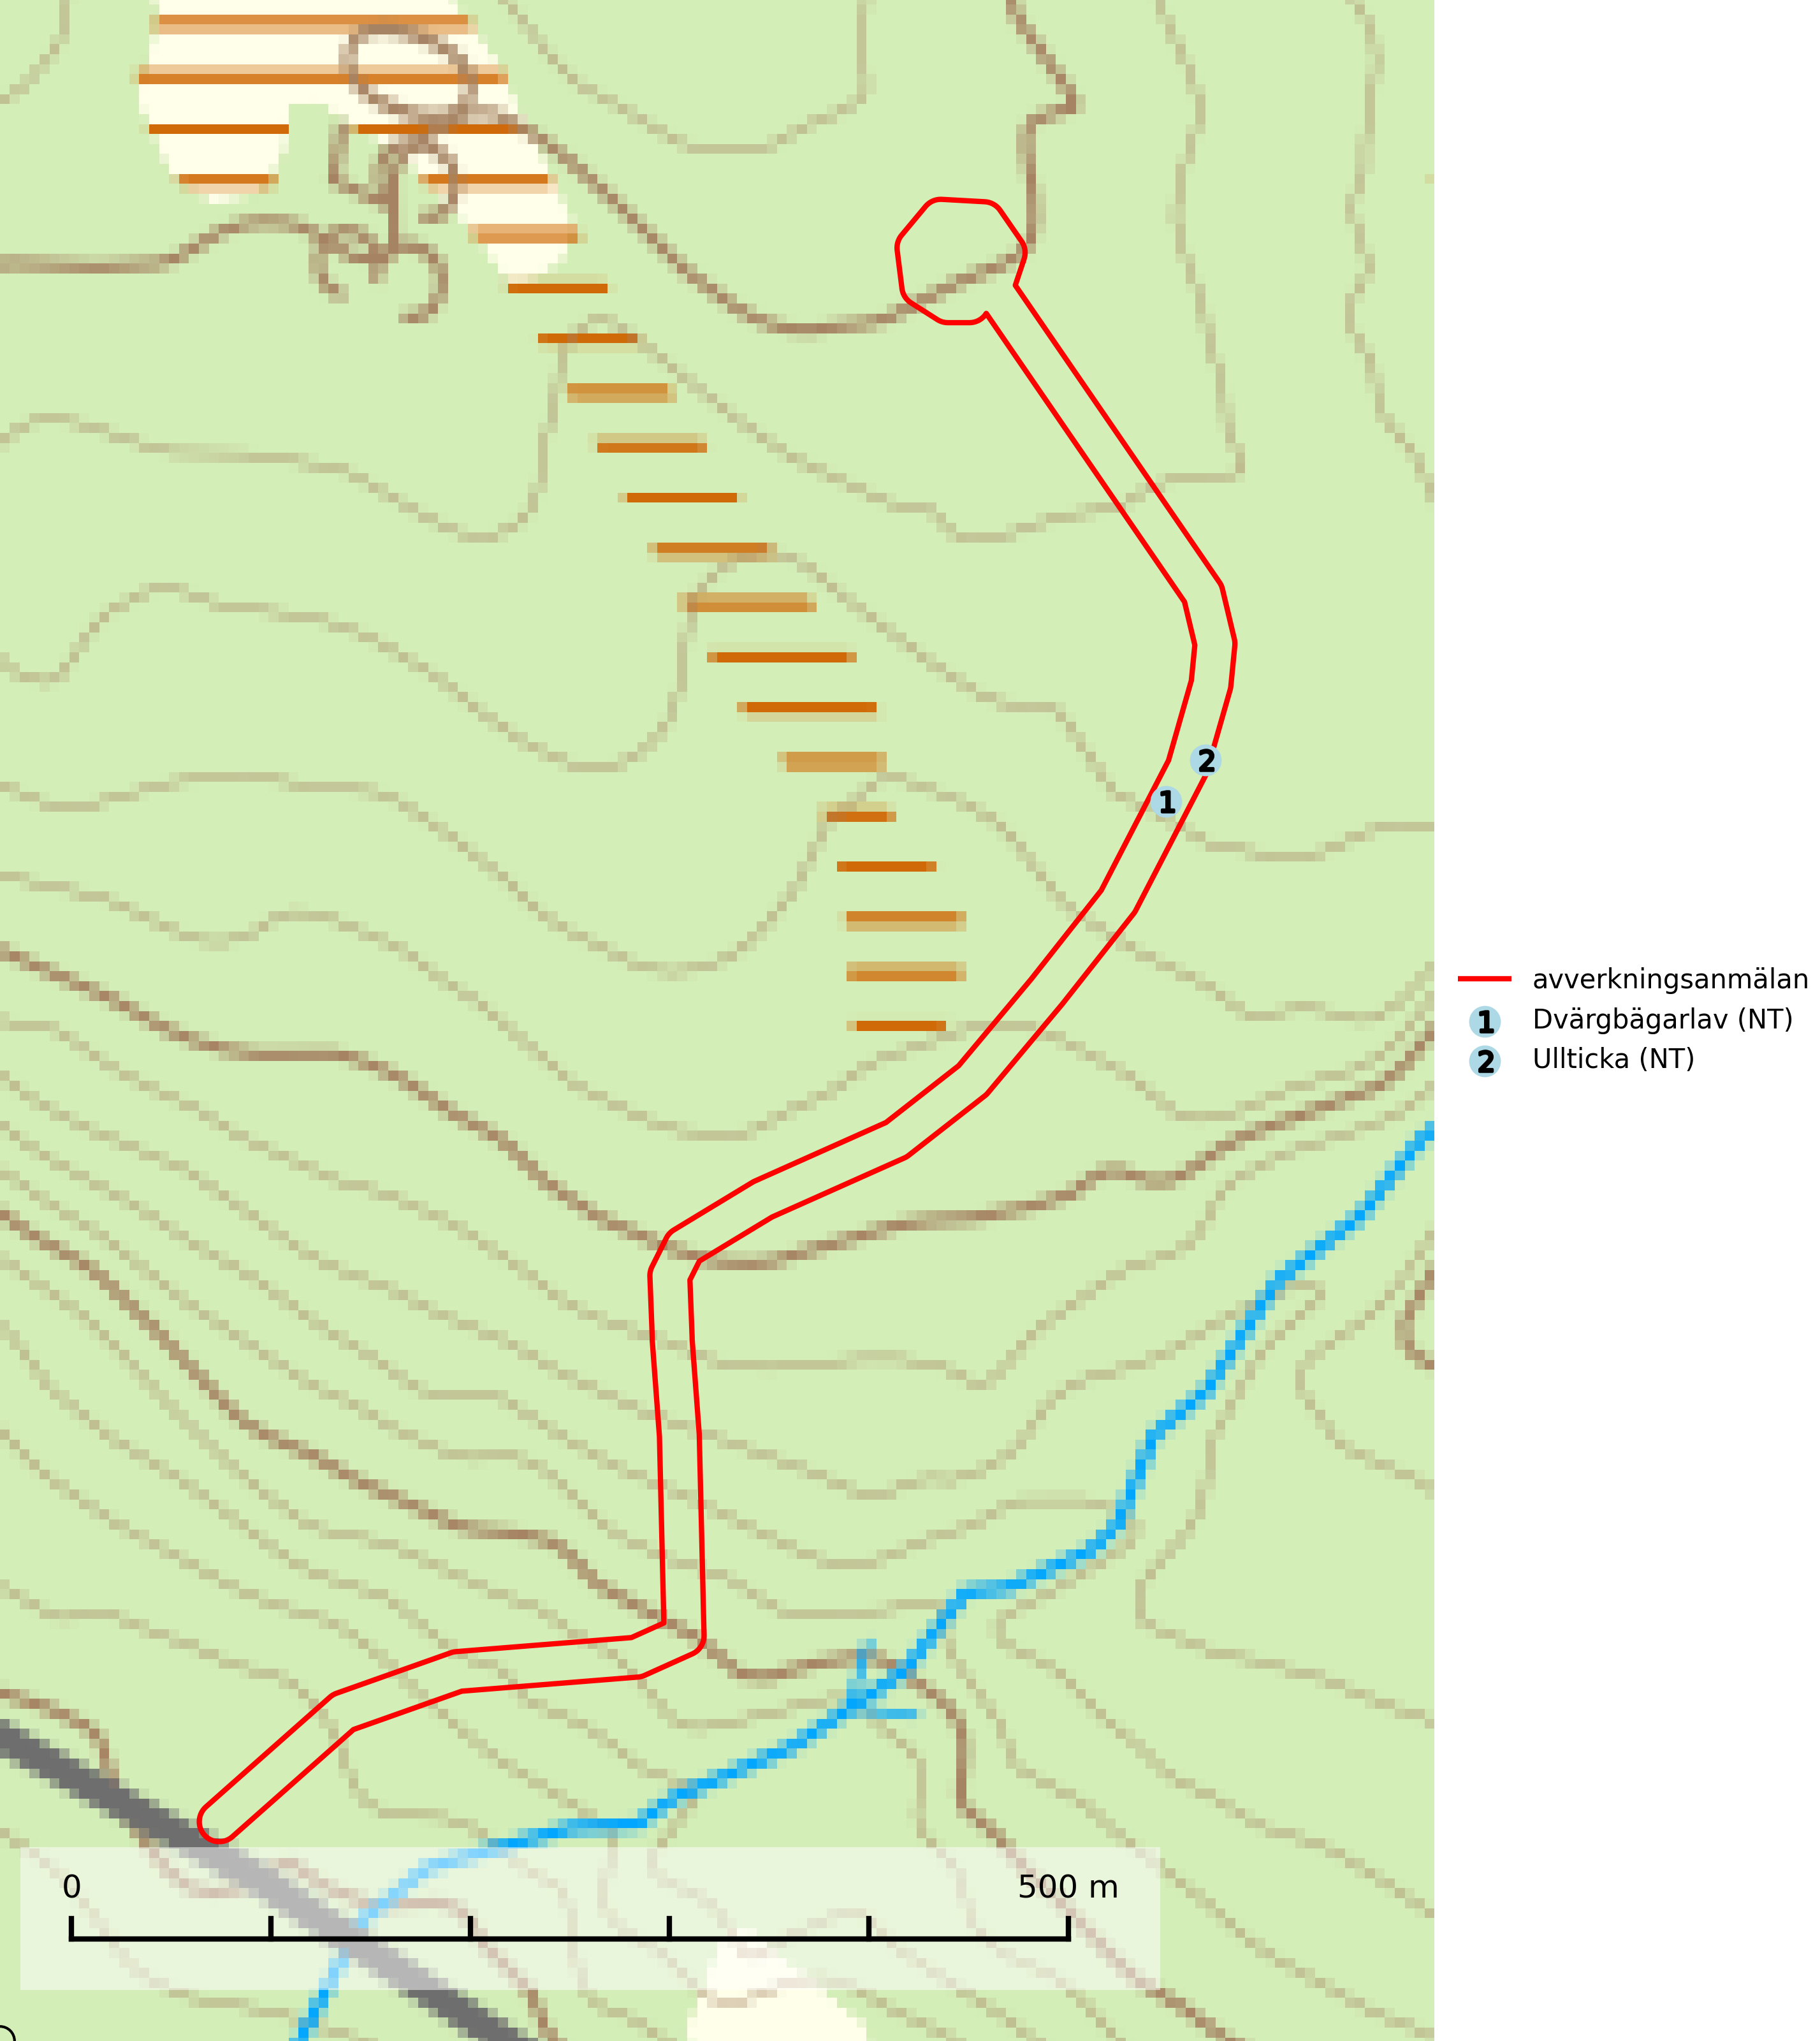 2
1
avverkningsanmälan
1 Dvärgbägarlav (NT)
2 Ullticka (NT)
0 500 m